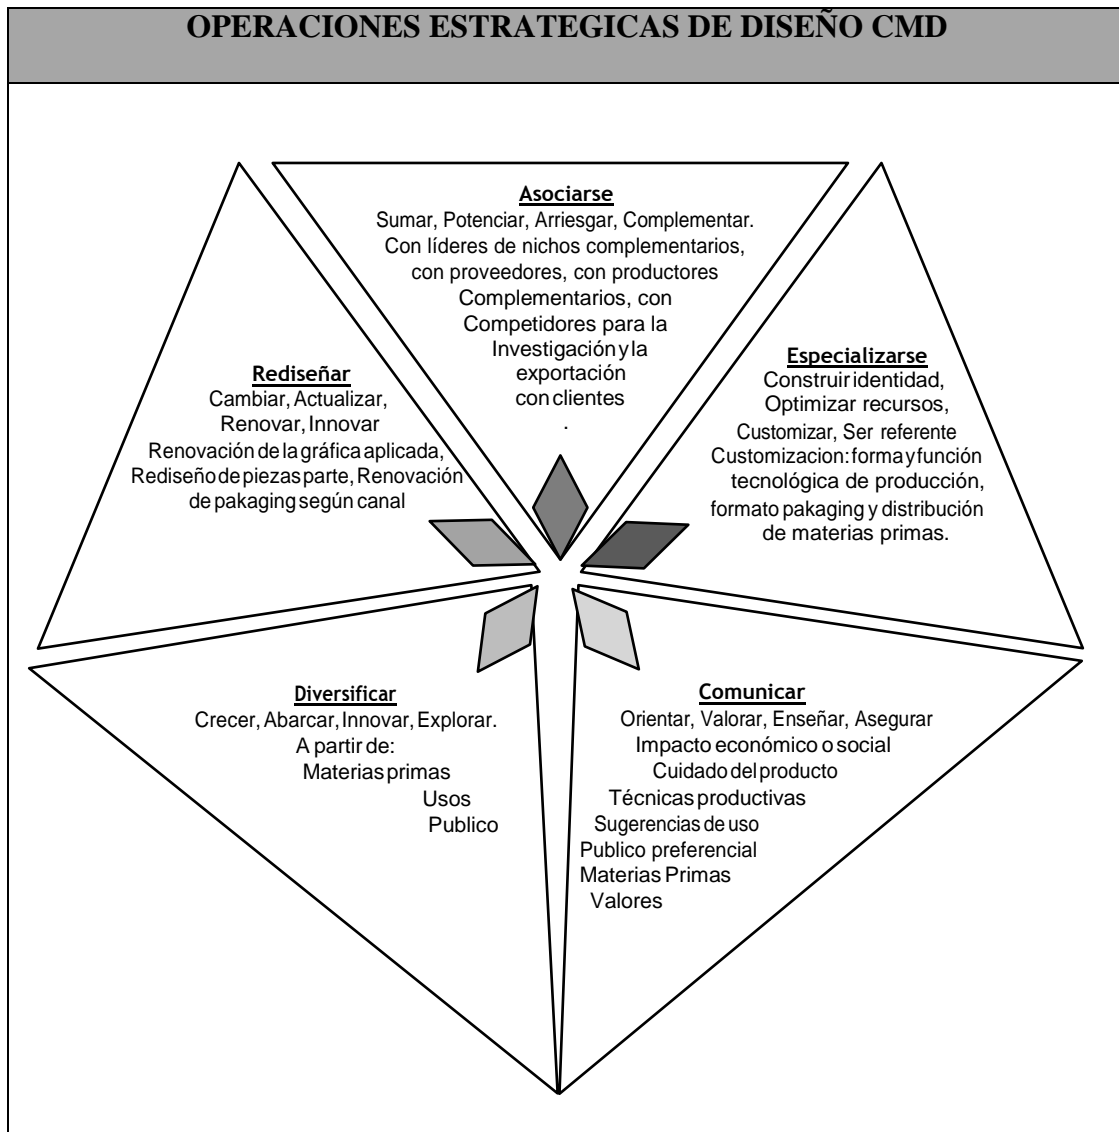 OPERACIONES ESTRATEGICAS DE DISEÑO CMD
Asociarse
Sumar, Potenciar, Arriesgar, Complementar.
Con líderes de nichos complementarios,
con proveedores, con productores
Complementarios, con
Competidores para la
Investigación y la
exportación
con clientes
.
Especializarse
Construir identidad,
Optimizar recursos,
Customizar, Ser referente
Customizacion: forma y función
tecnológica de producción,
formato pakaging y distribución
de materias primas.
Rediseñar
Cambiar, Actualizar,
Renovar, Innovar
Renovación de la gráfica aplicada,
Rediseño de piezas parte, Renovación
de pakaging según canal
Diversificar
Crecer, Abarcar, Innovar, Explorar.
A partir de:
Materias primas
Usos
Publico
Comunicar
Orientar, Valorar, Enseñar, Asegurar
Impacto económico o social
Cuidado del producto
Técnicas productivas
Sugerencias de uso
Publico preferencial
Materias Primas
Valores